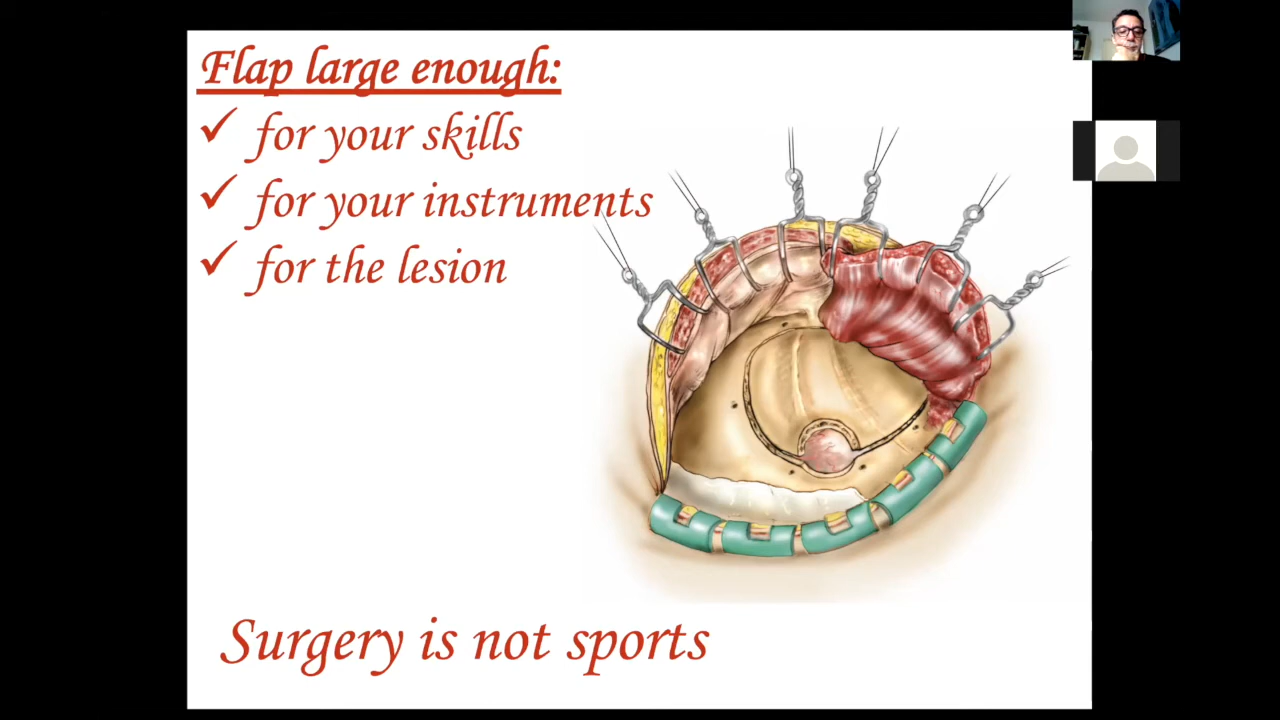 Flap large enough:
✓ for your skills
✓ for your instruments
✓ for the lesion
Surgery is not sports